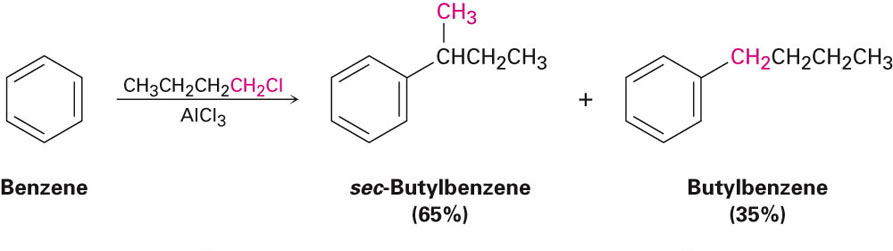 CH₃
CH₃CH₂CH₂CH₂Cl
AlCl₃
CHCH₂CH₃
+
CH₂CH₂CH₂CH₃
Benzene
sec-Butylbenzene
(65%)
Butylbenzene
(35%)